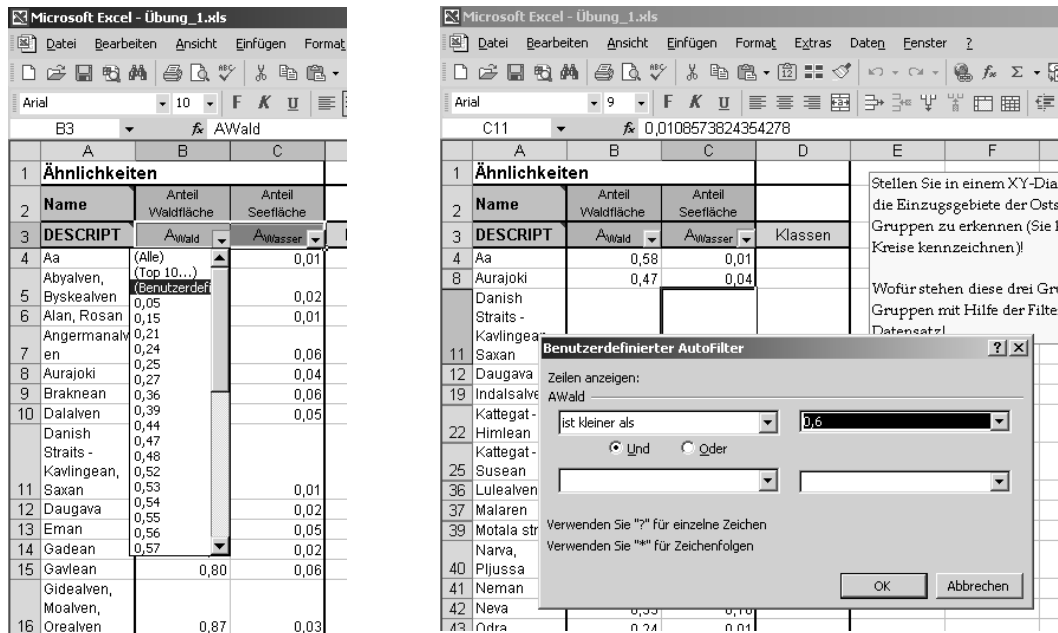 Microsoft Excel - Übung_1.xls
Datei Bearbeiten Ansicht Einfügen Format
Arial 10 F K U
B3 fx AWald
A B C
1 Ähnlichkeiten
2 Name Anteil Waldfläche Anteil Seefläche
3 DESCRIPT AWald AWasser
4 Aa (Alle) 0,01
(Top 10...)
Abyalven, (Benutzerdefi
5 Byskealven 0,05 0,02
6 Alan, Rosan 0,15 0,01
Angermanalv 0,21
0,24
7 en 0,25 0,06
8 Aurajoki 0,27 0,04
9 Braknean 0,36 0,06
10 Dalalven 0,39 0,05
Danish 0,44
0,47
Straits - 0,48
Kavlingean, 0,52
11 Saxan 0,53 0,01
12 Daugava 0,54 0,02
13 Eman 0,55 0,05
0,56
14 Gadean 0,57 0,02
15 Gavlean 0,80 0,06
Gidealven,
Moalven,
16 Orealven 0,87 0,03
Microsoft Excel - Übung_1.xls
Datei Bearbeiten Ansicht Einfügen Format Extras Daten Fenster ?
Arial 9 F K U
C11 fx 0,0108573824354278
A B C D E F
1 Ähnlichkeiten
2 Name Anteil Waldfläche Anteil Seefläche
3 DESCRIPT AWald AWasser Klassen
4 Aa 0,58 0,01
8 Aurajoki 0,47 0,04
Danish
Straits -
Kavlingean
11 Saxan
12 Daugava
19 Indalsalve
Kattegat -
22 Himlean
Kattegat -
25 Susean
36 Lulealven
37 Malaren
39 Motala str
Narva,
40 Pljussa
41 Neman
42 Neva
43 Odra 0,24 0,01
Stellen Sie in einem XY-Dia
die Einzugsgebiete der Osts
Gruppen zu erkennen (Sie
Kreise kennzeichnen)!
Wofür stehen diese drei Gru
Gruppen mit Hilfe der Filte
Datensatz!
Benutzerdefinierter AutoFilter
Zeilen anzeigen:
AWald
ist kleiner als 0,6
Und Oder
Verwenden Sie "?" für einzelne Zeichen
Verwenden Sie "*" für Zeichenfolgen
OK Abbrechen